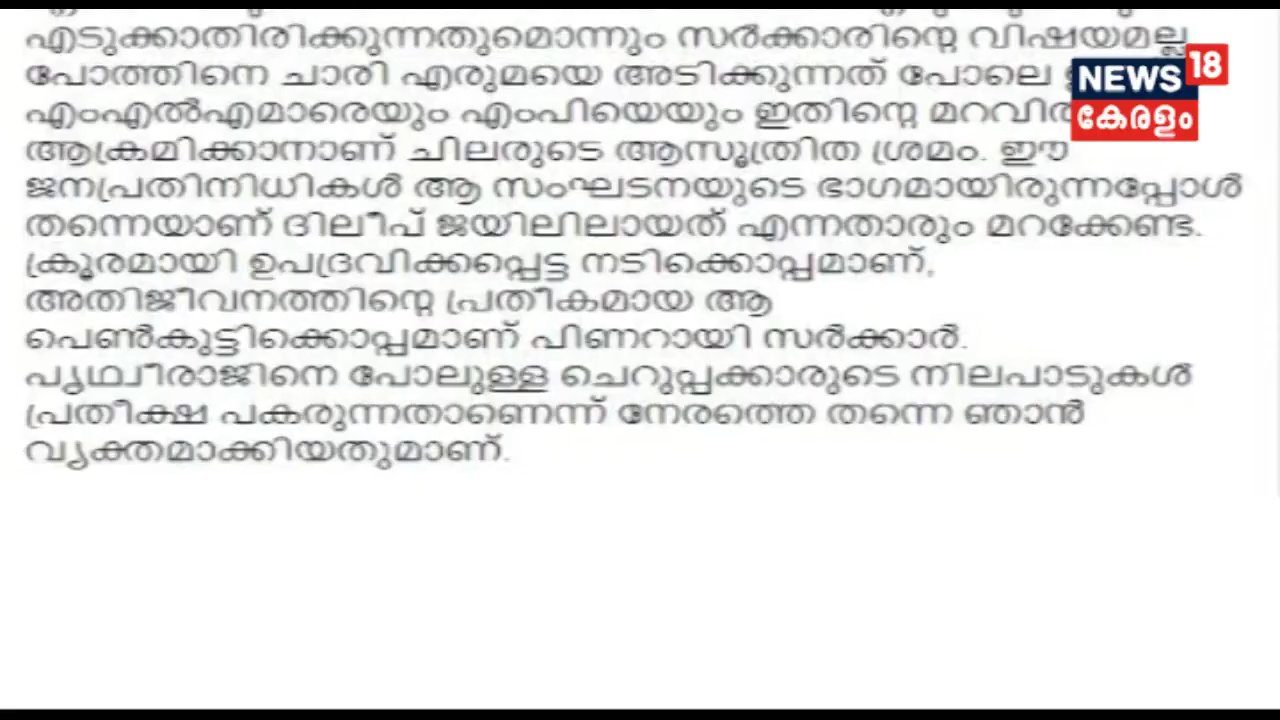 എടുക്കാതിരിക്കുന്നതുമൊന്നും സർക്കാരിന്റെ വിഷയമല്ല
പോത്തിനെ ചാരി എരുമയെ അടിക്കുന്നത് പോലെ
എംഎൽഎമാരെയും എംപിയെയും ഇതിന്റെ
ആക്രമിക്കാനാണ് ചിലരുടെ ആസൂത്രിത ശ്രമം. ഈ
ജനപ്രതിനിധികൾ ആ സംഘടനയുടെ ഭാഗമായിരുന്നപ്പോൾ
തന്നെയാണ് ദിലീപ് ജയിലിലായത് എന്നതാരും മറക്കേണ്ട.
ക്രൂരമായി ഉപദ്രവിക്കപ്പെട്ട നടിക്കൊപ്പമാണ്,
അതിജീവനത്തിന്റെ പ്രതീകമായ ആ
പെൺകുട്ടിക്കൊപ്പമാണ് പിണറായി സർക്കാർ.
പൃഥ്വീരാജിനെ പോലുള്ള ചെറുപ്പക്കാരുടെ നിലപാടുകൾ
പ്രതീക്ഷ പകരുന്നതാണെന്ന് നേരത്തെ തന്നെ ഞാൻ
വ്യക്തമാക്കിയതുമാണ്.
NEWS 18
കേരളം